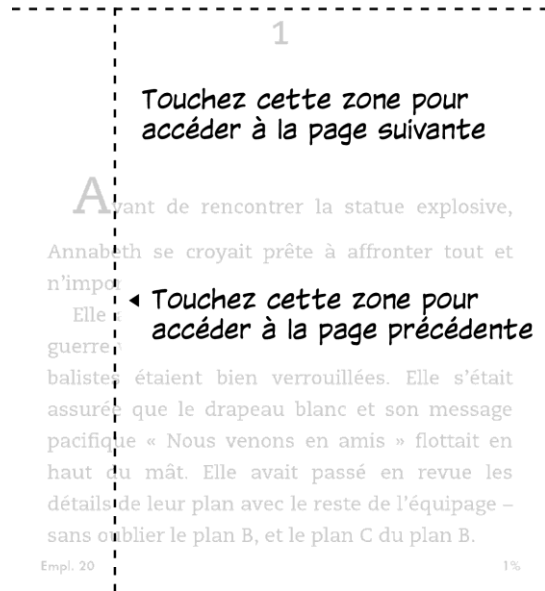 1
Touchez cette zone pour
accéder à la page suivante
Avant de rencontrer la statue explosive,
Annabeth se croyait prête à affronter tout et
n'impor
◂ Touchez cette zone pour
accéder à la page précédente
Elle
guerre
balistes étaient bien verrouillées. Elle s'était
assurée que le drapeau blanc et son message
pacifique « Nous venons en amis » flottait en
haut du mât. Elle avait passé en revue les
détails de leur plan avec le reste de l'équipage –
sans oublier le plan B, et le plan C du plan B.
Empl. 20 1%